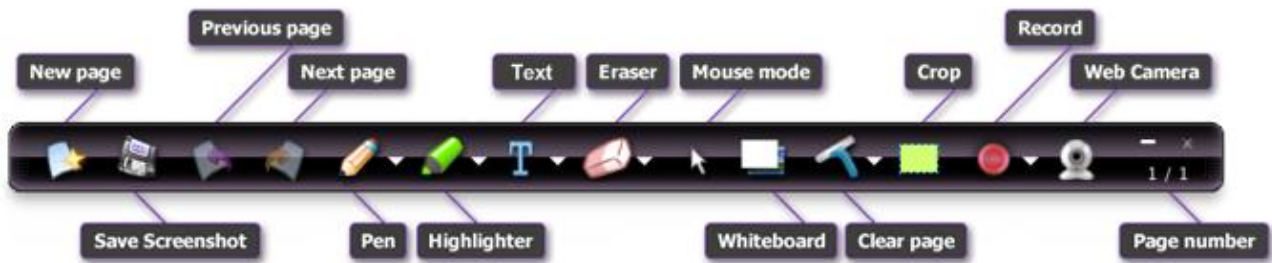 Previous page
Record
New page
Next page
Text
Eraser
Mouse mode
Crop
Web Camera
T
1 / 1
Save Screenshot
Pen
Highlighter
Whiteboard
Clear page
Page number